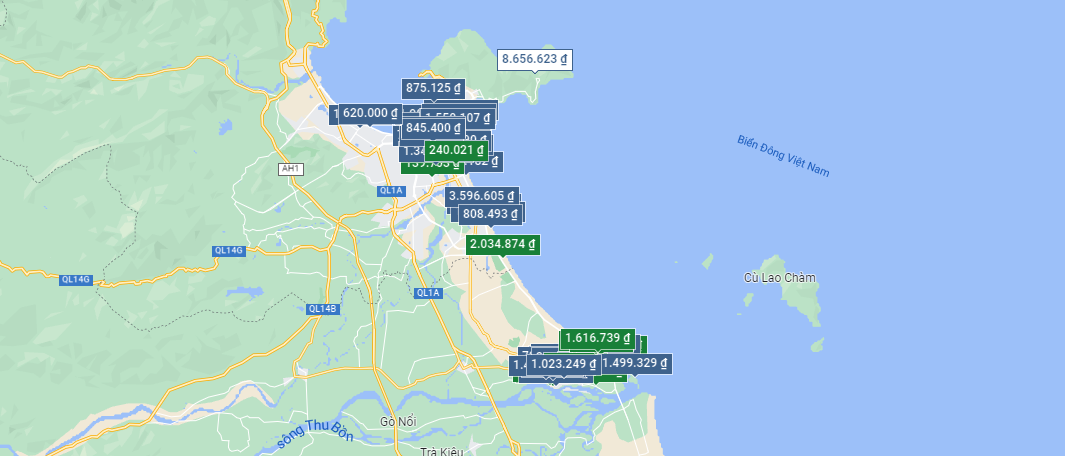 8.656.623 ₫
875.125 ₫
620.000 ₫
845.400 ₫
240.021 ₫
Biển Đông Việt Nam
AH1
QL1A
3.596.605 ₫
808.493 ₫
2.034.874 ₫
QL14G
QL14G
Cù Lao Chàm
QL1A
QL14B
1.616.739 ₫
1.023.249 ₫
1.499.329 ₫
Gò Nổi
sông Thu Bồn
Trà Kiệu